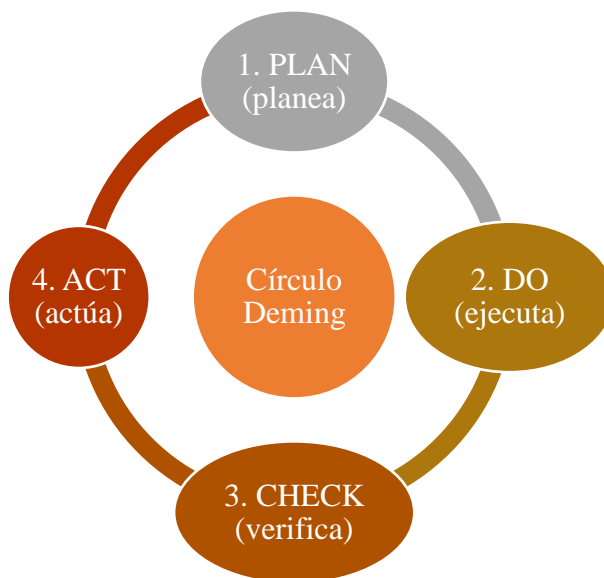 1. PLAN
(planea)
2. DO
(ejecuta)
3. CHECK
(verifica)
4. ACT
(actúa)
Círculo
Deming